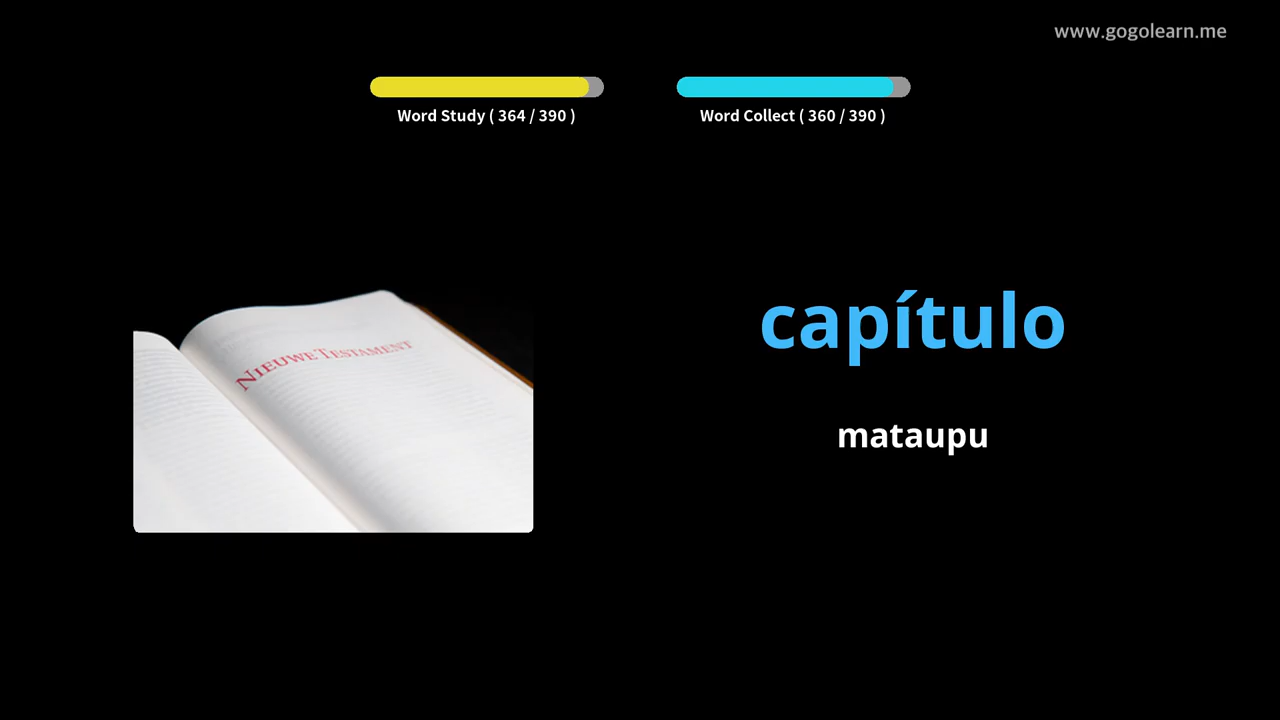 www.gogolearn.me
Word Study ( 364 / 390 )
Word Collect ( 360 / 390 )
NIEUWE TESTAMENT
capítulo
mataupu